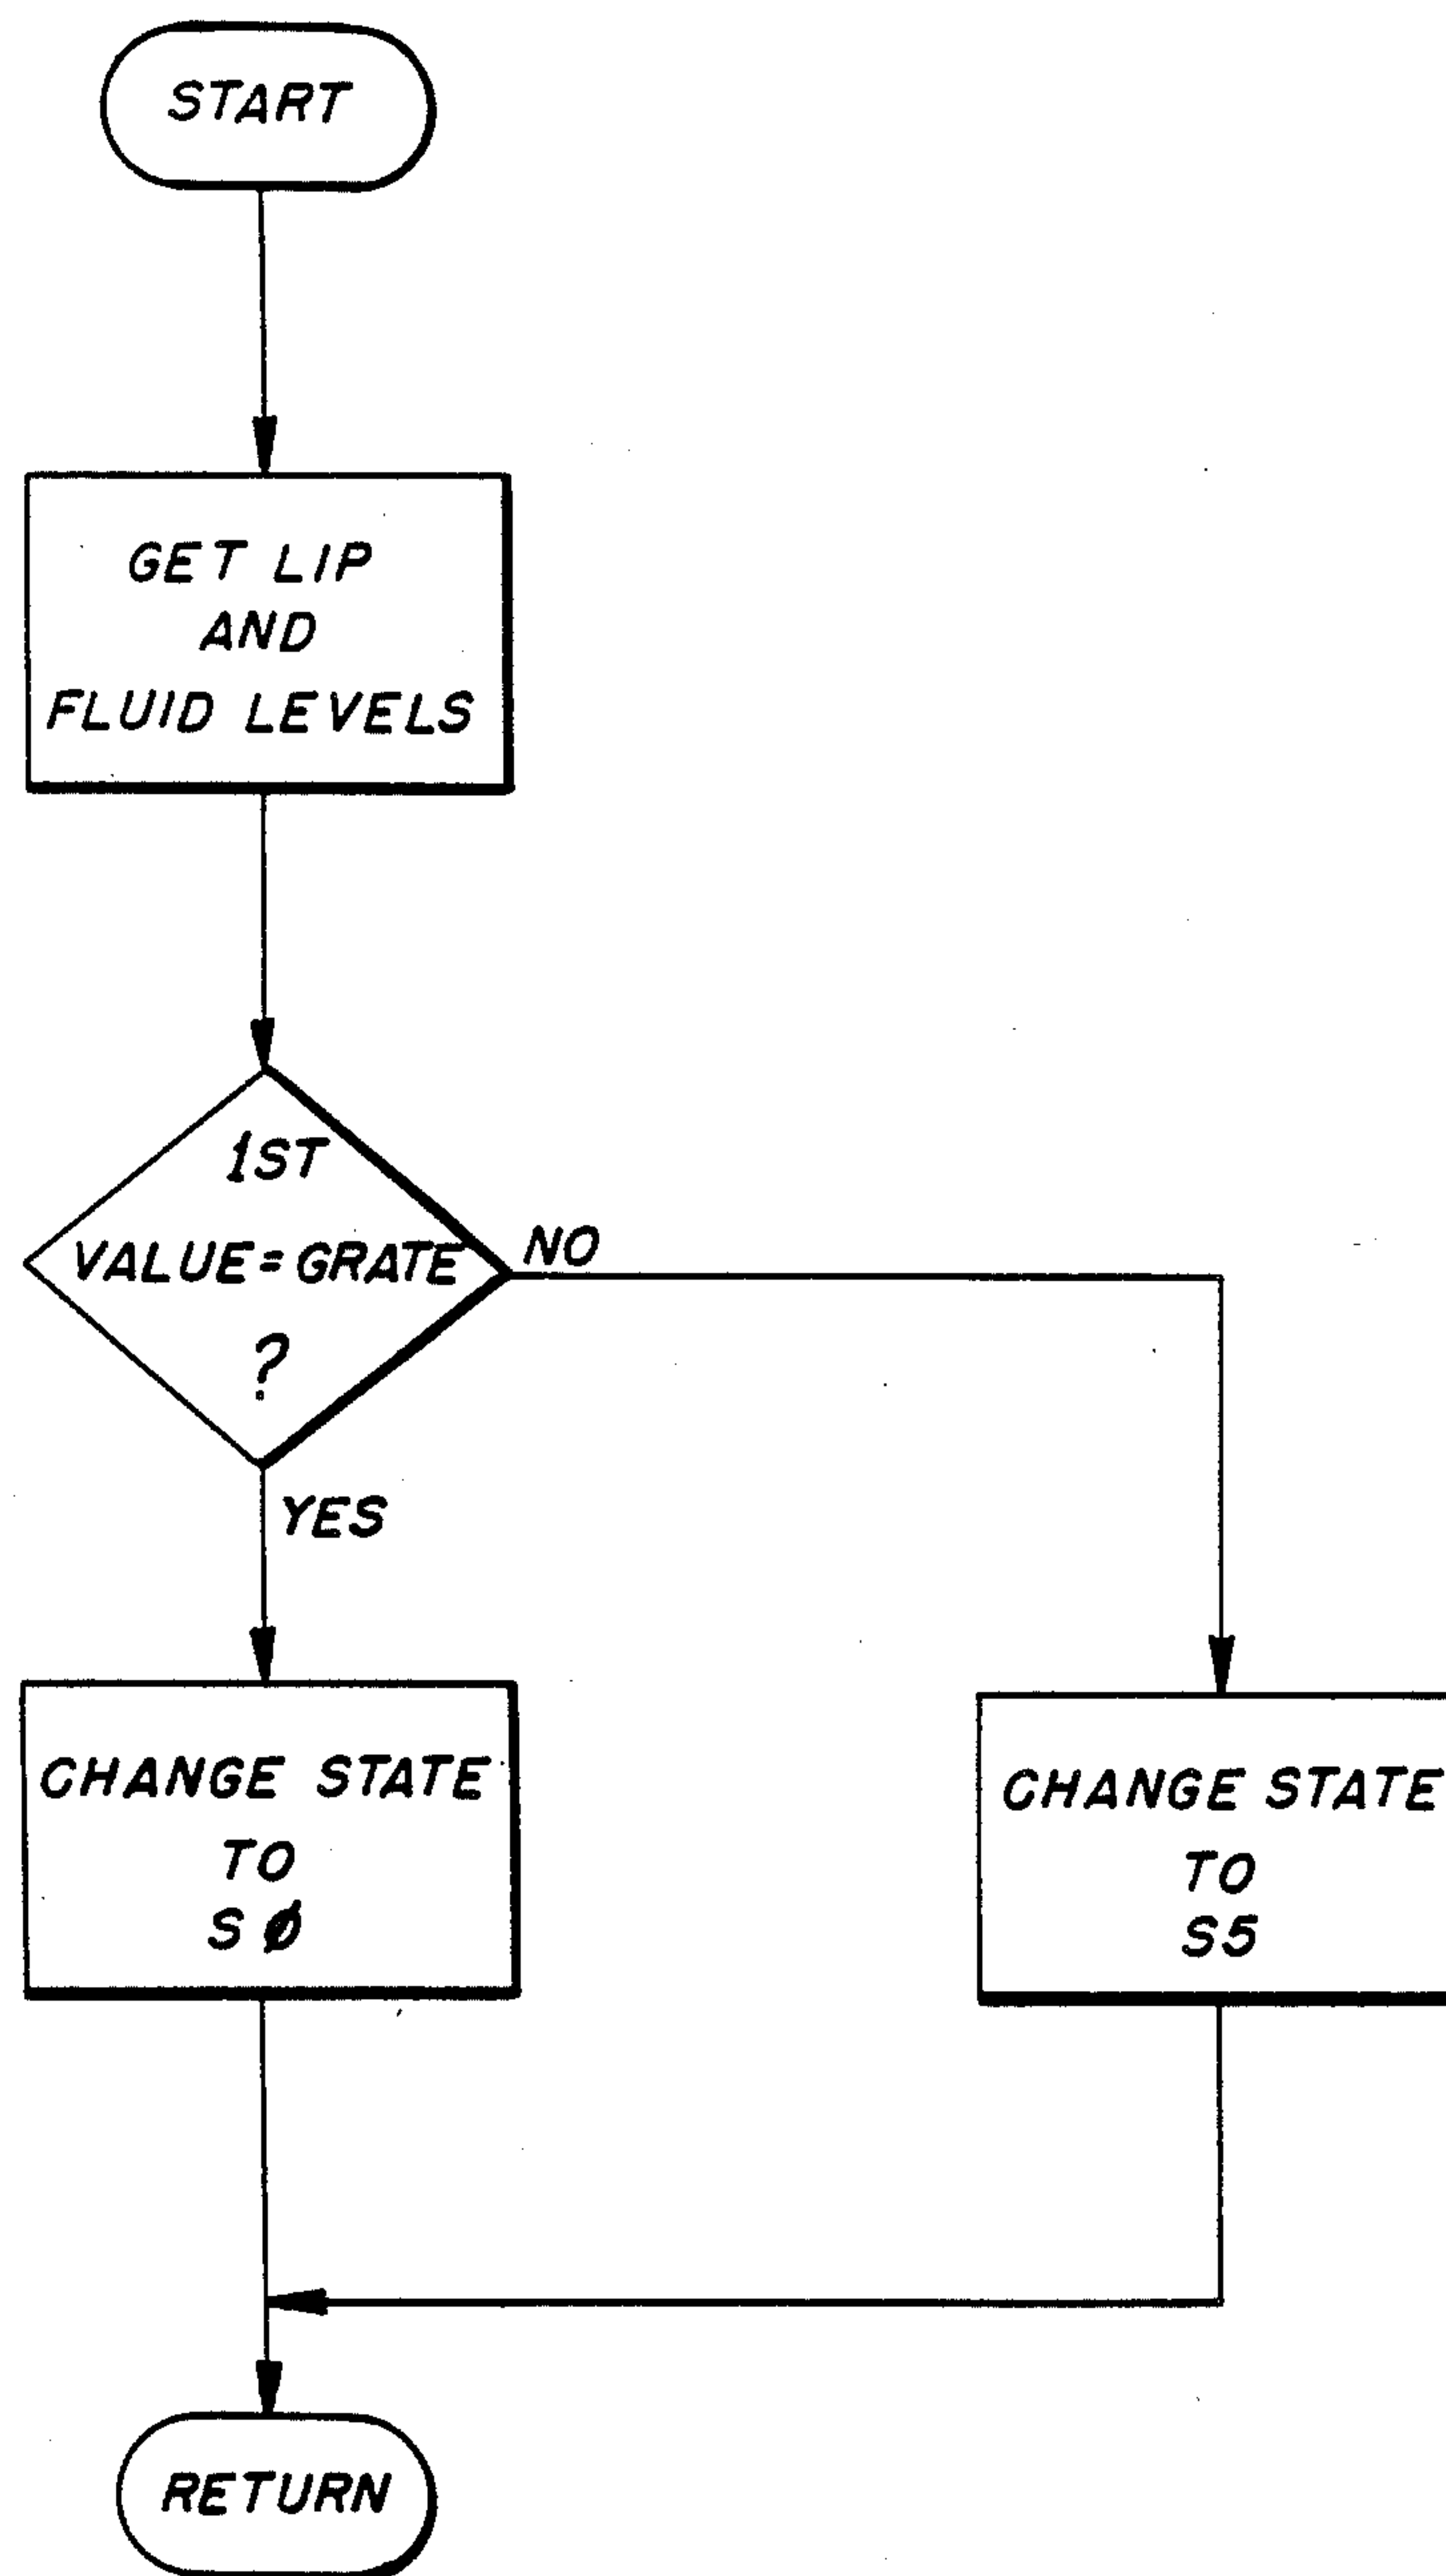 START
GET LIP
AND
FLUID LEVELS
1ST
VALUE=GRATE
?
NO
YES
CHANGE STATE
TO
SØ
CHANGE STATE
TO
S5
RETURN